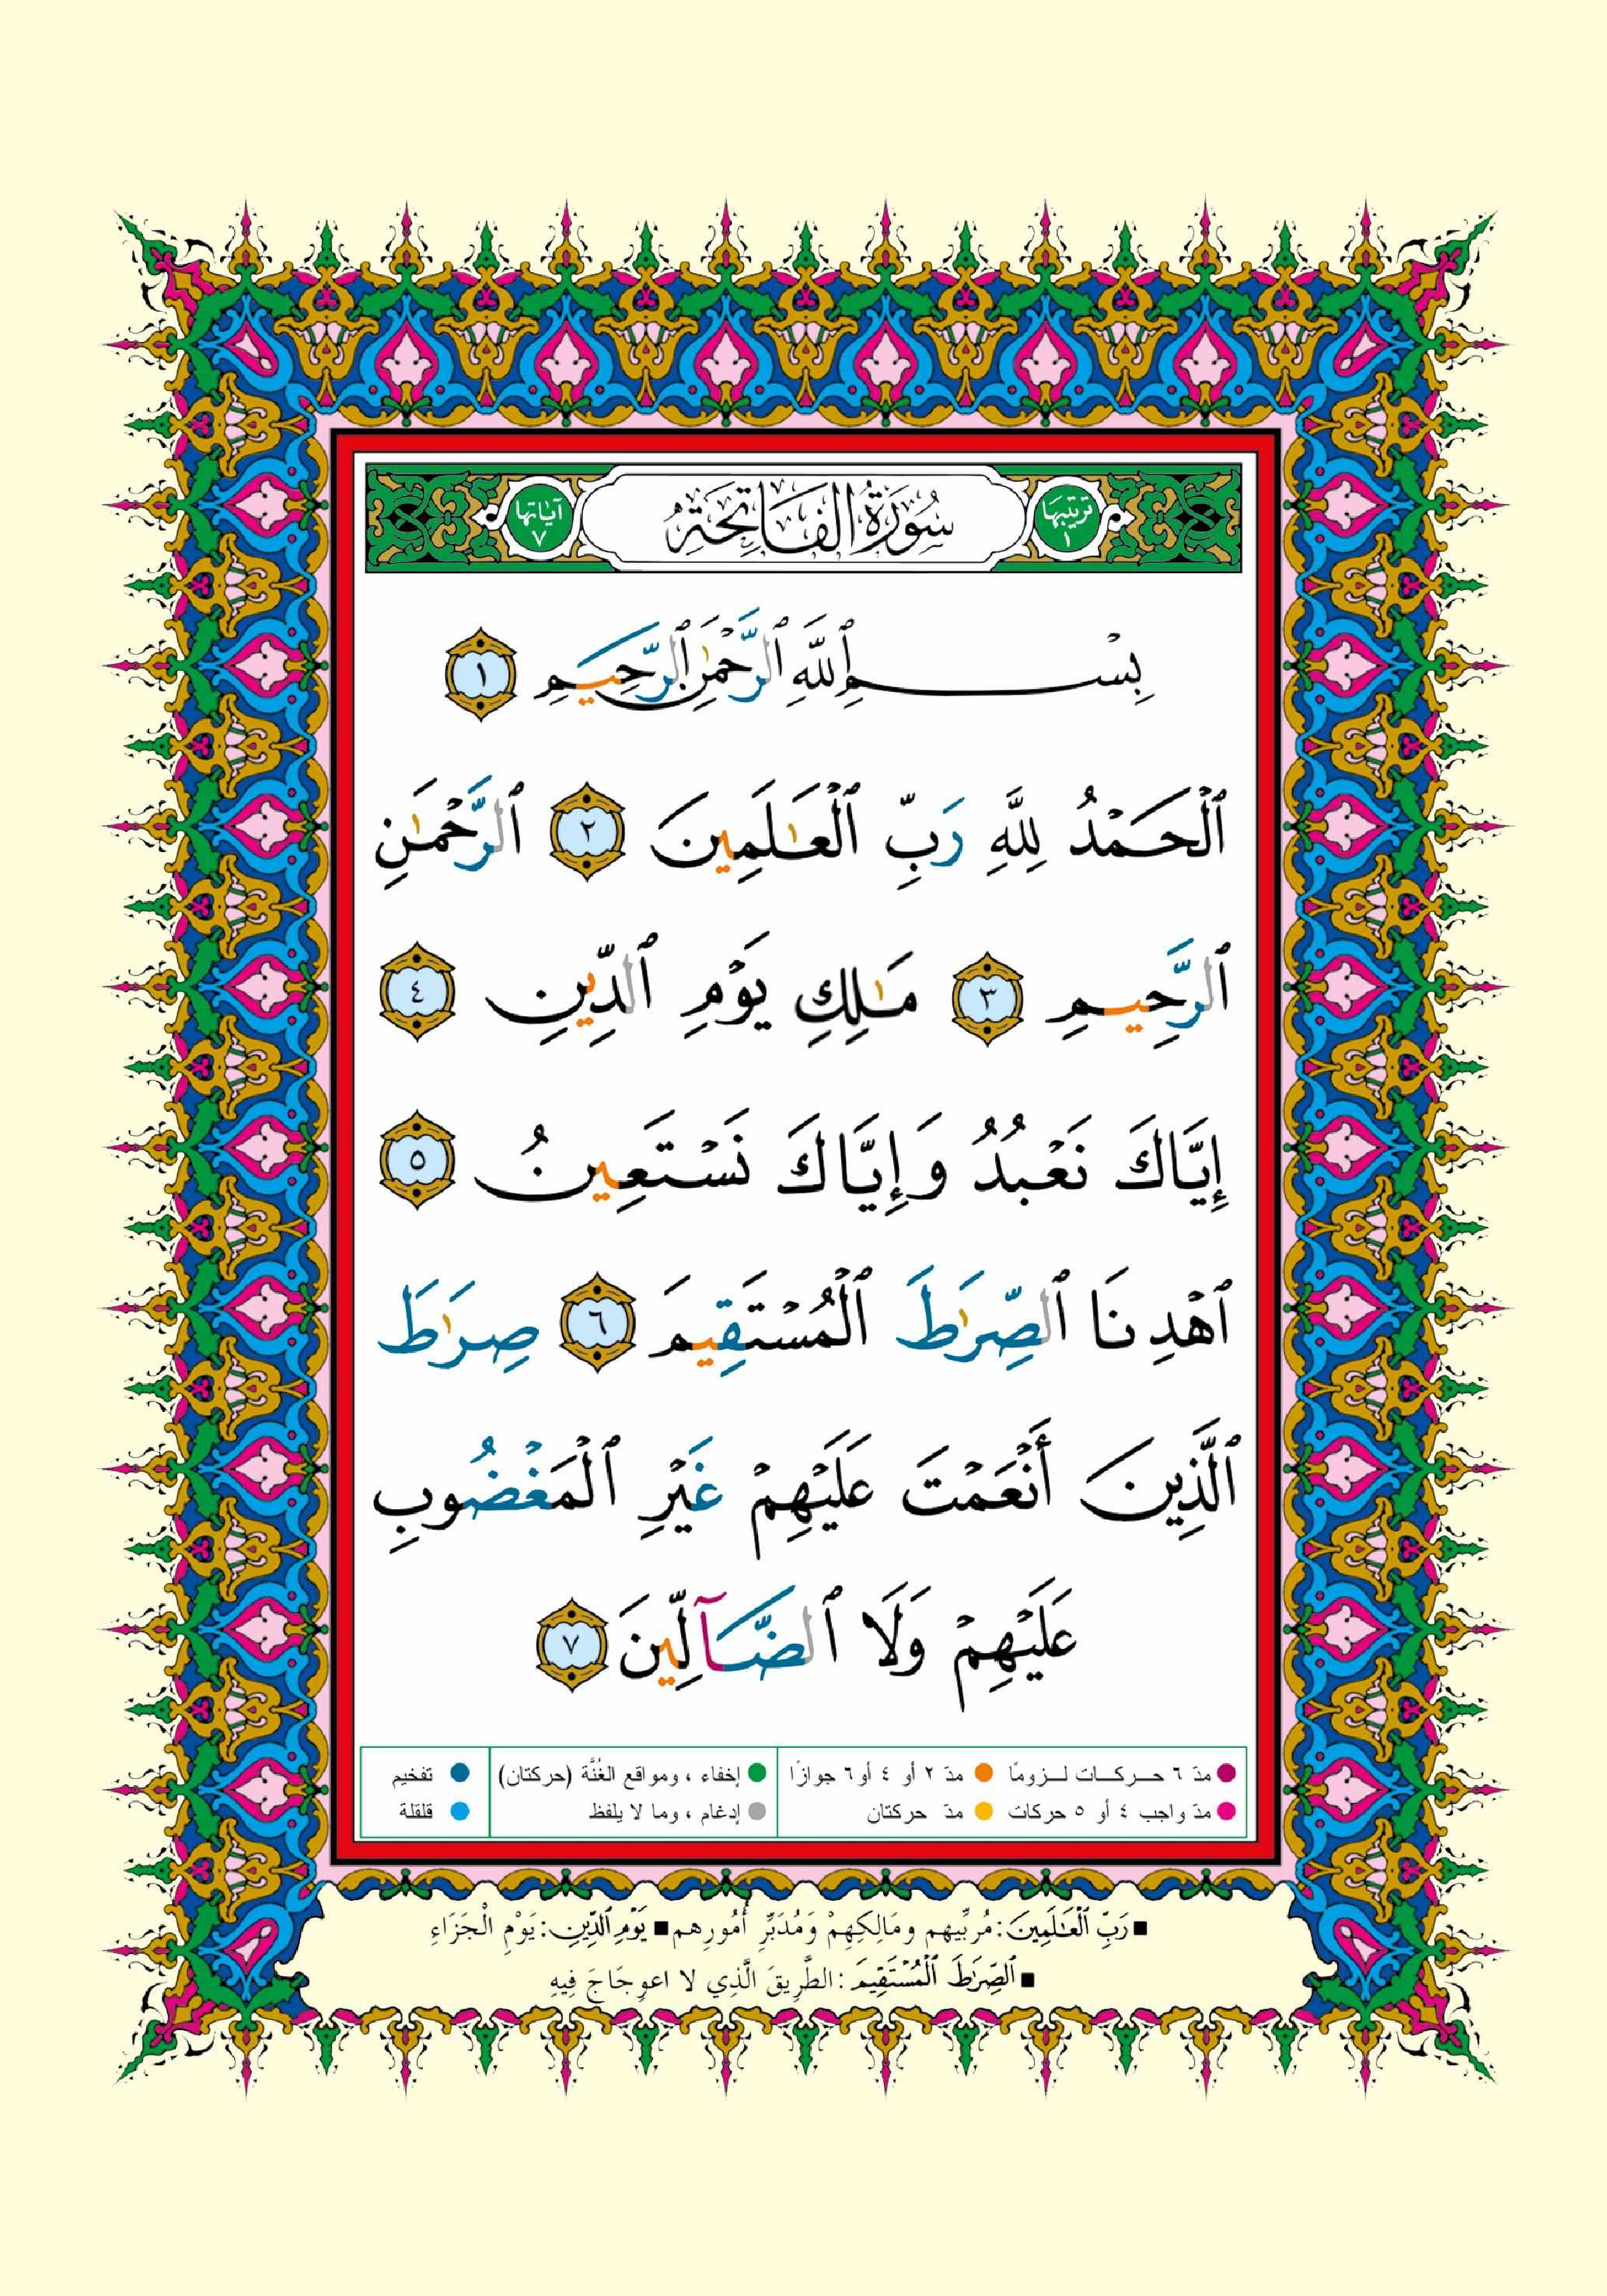 ترتيبها ١ سُورَةُ الفَاتِحَةِ آياتها ٧
بِسْمِ ٱللَّهِ ٱلرَّحْمَٰنِ ٱلرَّحِيمِ ١
ٱلْحَمْدُ لِلَّهِ رَبِّ ٱلْعَٰلَمِينَ ٢ ٱلرَّحْمَٰنِ
ٱلرَّحِيمِ ٣ مَٰلِكِ يَوْمِ ٱلدِّينِ ٤
إِيَّاكَ نَعْبُدُ وَإِيَّاكَ نَسْتَعِينُ ٥
ٱهْدِنَا ٱلصِّرَٰطَ ٱلْمُسْتَقِيمَ ٦ صِرَٰطَ
ٱلَّذِينَ أَنْعَمْتَ عَلَيْهِمْ غَيْرِ ٱلْمَغْضُوبِ
عَلَيْهِمْ وَلَا ٱلضَّآلِّينَ ٧
مدّ ٦ حركات لزومًا مدّ ٢ أو ٤ أو ٦ جوازًا إخفاء ، ومواقع الغُنَّة (حركتان) تفخيم
مدّ واجب ٤ أو ٥ حركات مدّ حركتان إدغام ، وما لا يلفظ قلقلة
■ رَبِّ ٱلْعَٰلَمِينَ: مُرَبِّيهم ومَالِكِهِمْ وَمُدَبِّرِ أُمُورِهم ■ يَوْمِ ٱلدِّينِ: يَوْمِ الْجَزَاءِ
■ ٱلصِّرَٰطَ ٱلْمُسْتَقِيمَ: الطَّرِيقَ الَّذِي لا اعوِجَاجَ فِيهِ